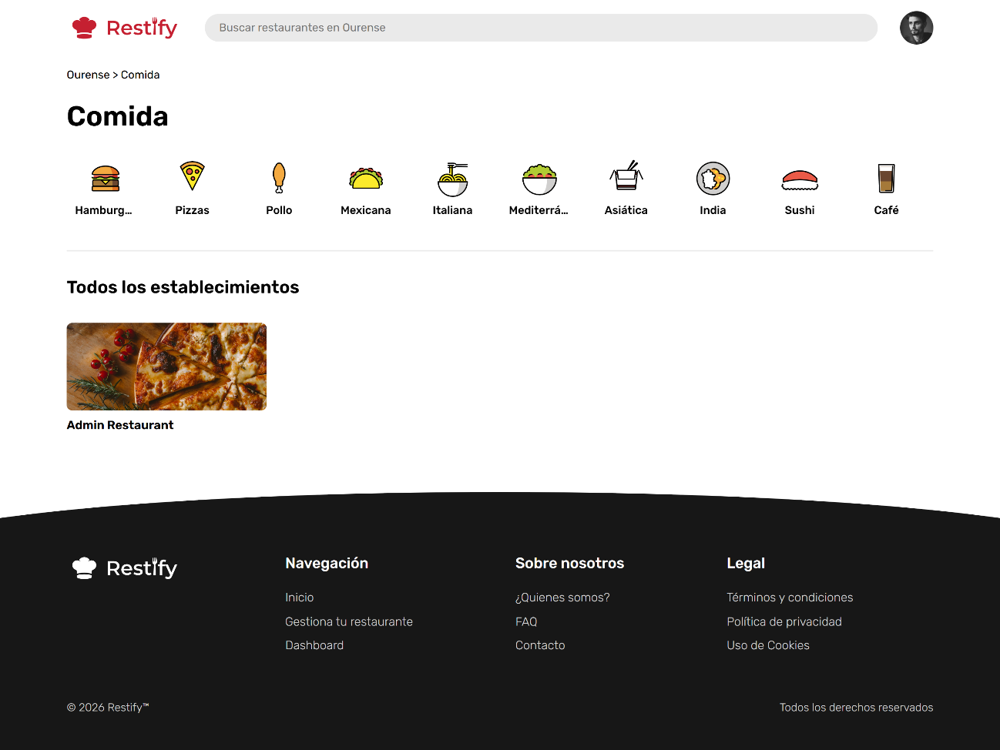 Restify
Buscar restaurantes en Ourense
Ourense > Comida
Comida
Hamburg...
Pizzas
Pollo
Mexicana
Italiana
Mediterrá...
Asiática
India
Sushi
Café
Todos los establecimientos
Admin Restaurant
Restify
Navegación
Inicio
Gestiona tu restaurante
Dashboard
Sobre nosotros
¿Quienes somos?
FAQ
Contacto
Legal
Términos y condiciones
Política de privacidad
Uso de Cookies
© 2026 Restify™
Todos los derechos reservados